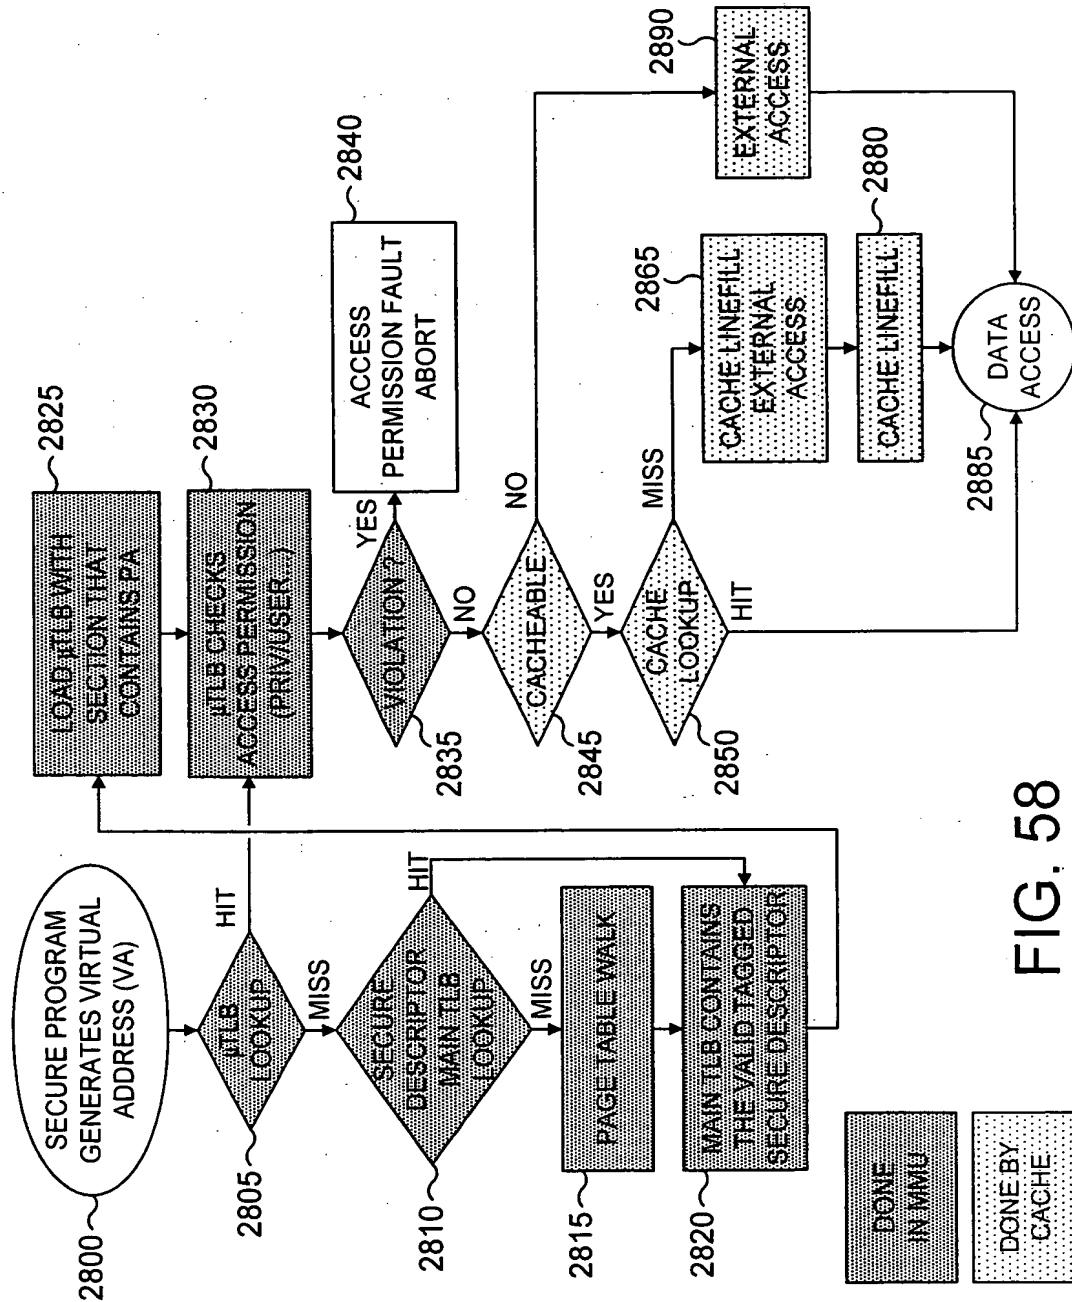 2800
SECURE PROGRAM
GENERATES VIRTUAL
ADDRESS (VA)
2805
µTLB
LOOKUP
HIT
MISS
2810
SECURE
DESCRIPTOR
MAIN TLB
LOOKUP
HIT
MISS
2815
PAGE TABLE WALK
2820
MAIN TLB CONTAINS
THE VALID TAGGED
SECURE DESCRIPTOR
2825
LOAD µTLB WITH
SECTION THAT
CONTAINS PA
2830
µTLB CHECKS
ACCESS PERMISSION
(PRIV/USER...)
2835
VIOLATION ?
YES
NO
2840
ACCESS
PERMISSION FAULT
ABORT
2845
CACHEABLE
NO
YES
2850
CACHE
LOOKUP
MISS
HIT
2865
CACHE LINEFILL
EXTERNAL
ACCESS
2880
CACHE LINEFILL
2890
EXTERNAL
ACCESS
2885
DATA
ACCESS
DONE
IN MMU
DONE BY
CACHE
FIG. 58